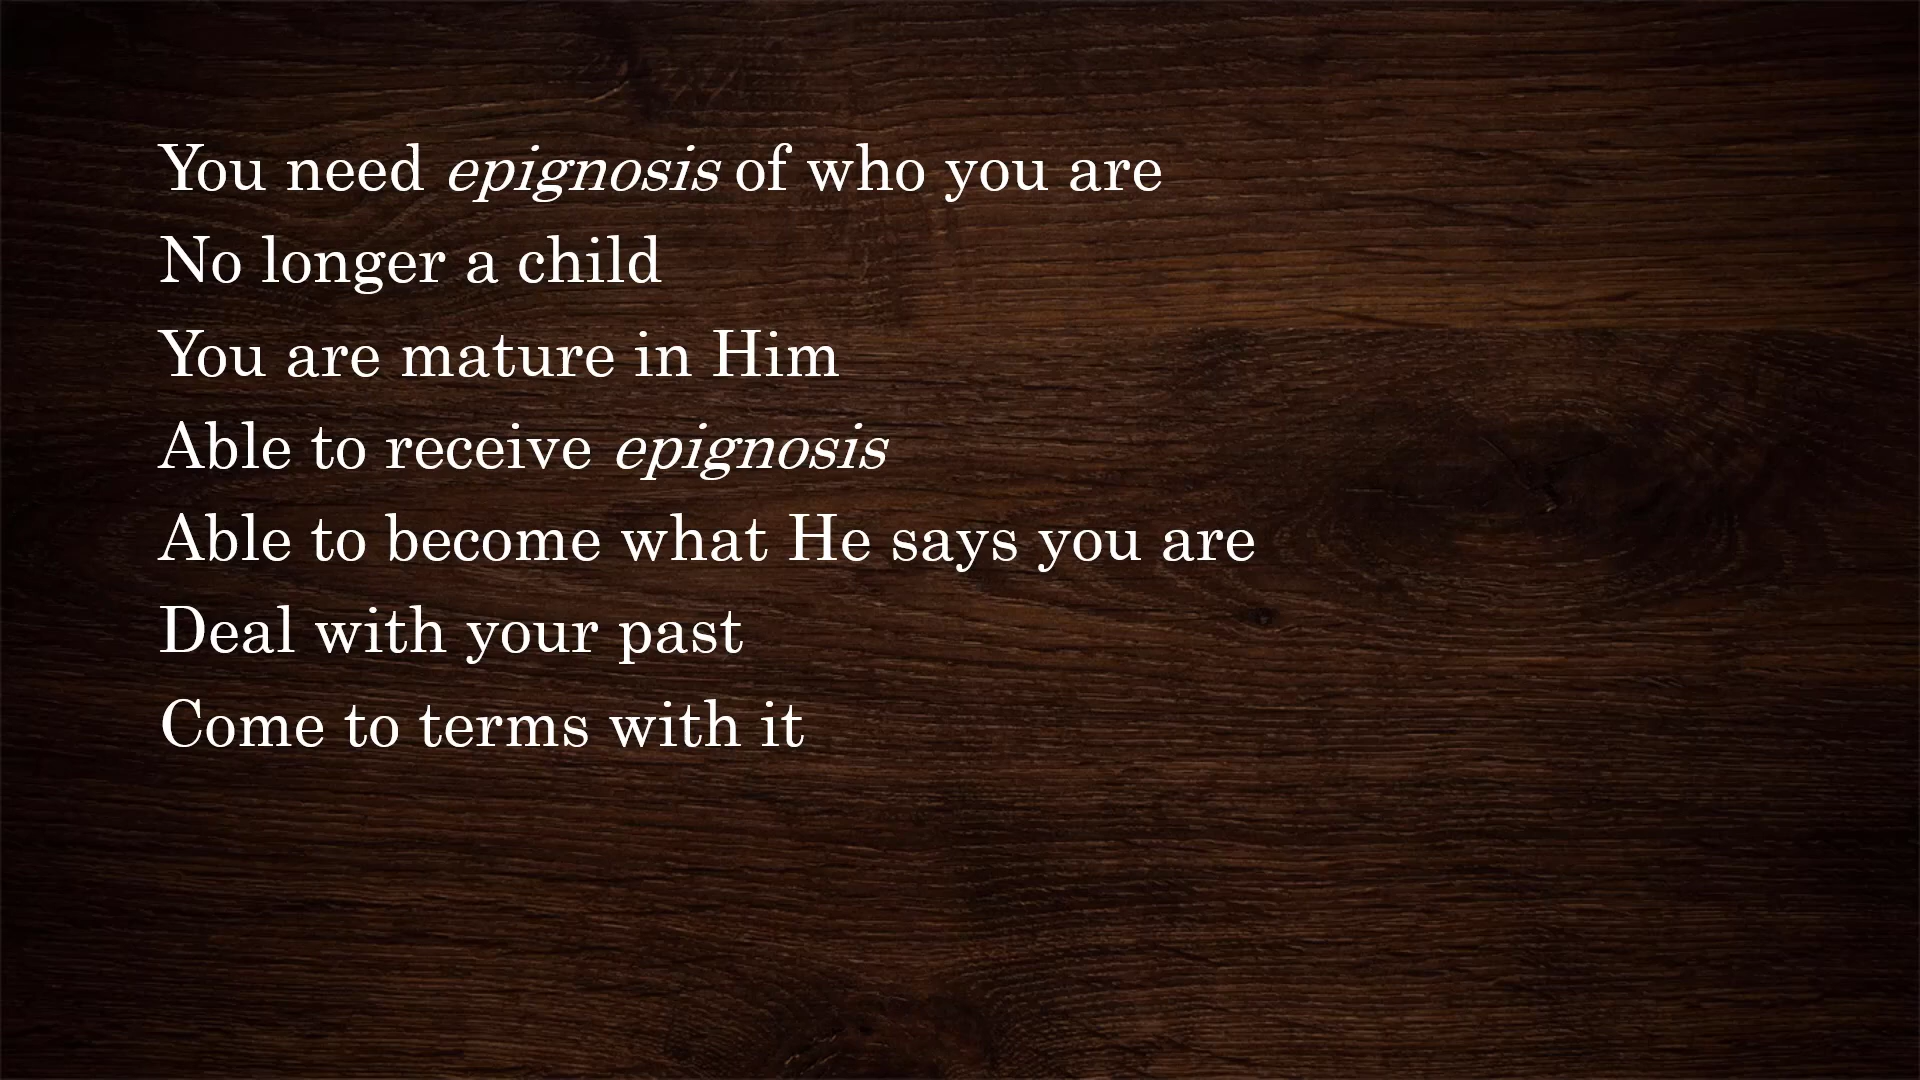 You need epignosis of who you are
No longer a child
You are mature in Him
Able to receive epignosis
Able to become what He says you are
Deal with your past
Come to terms with it